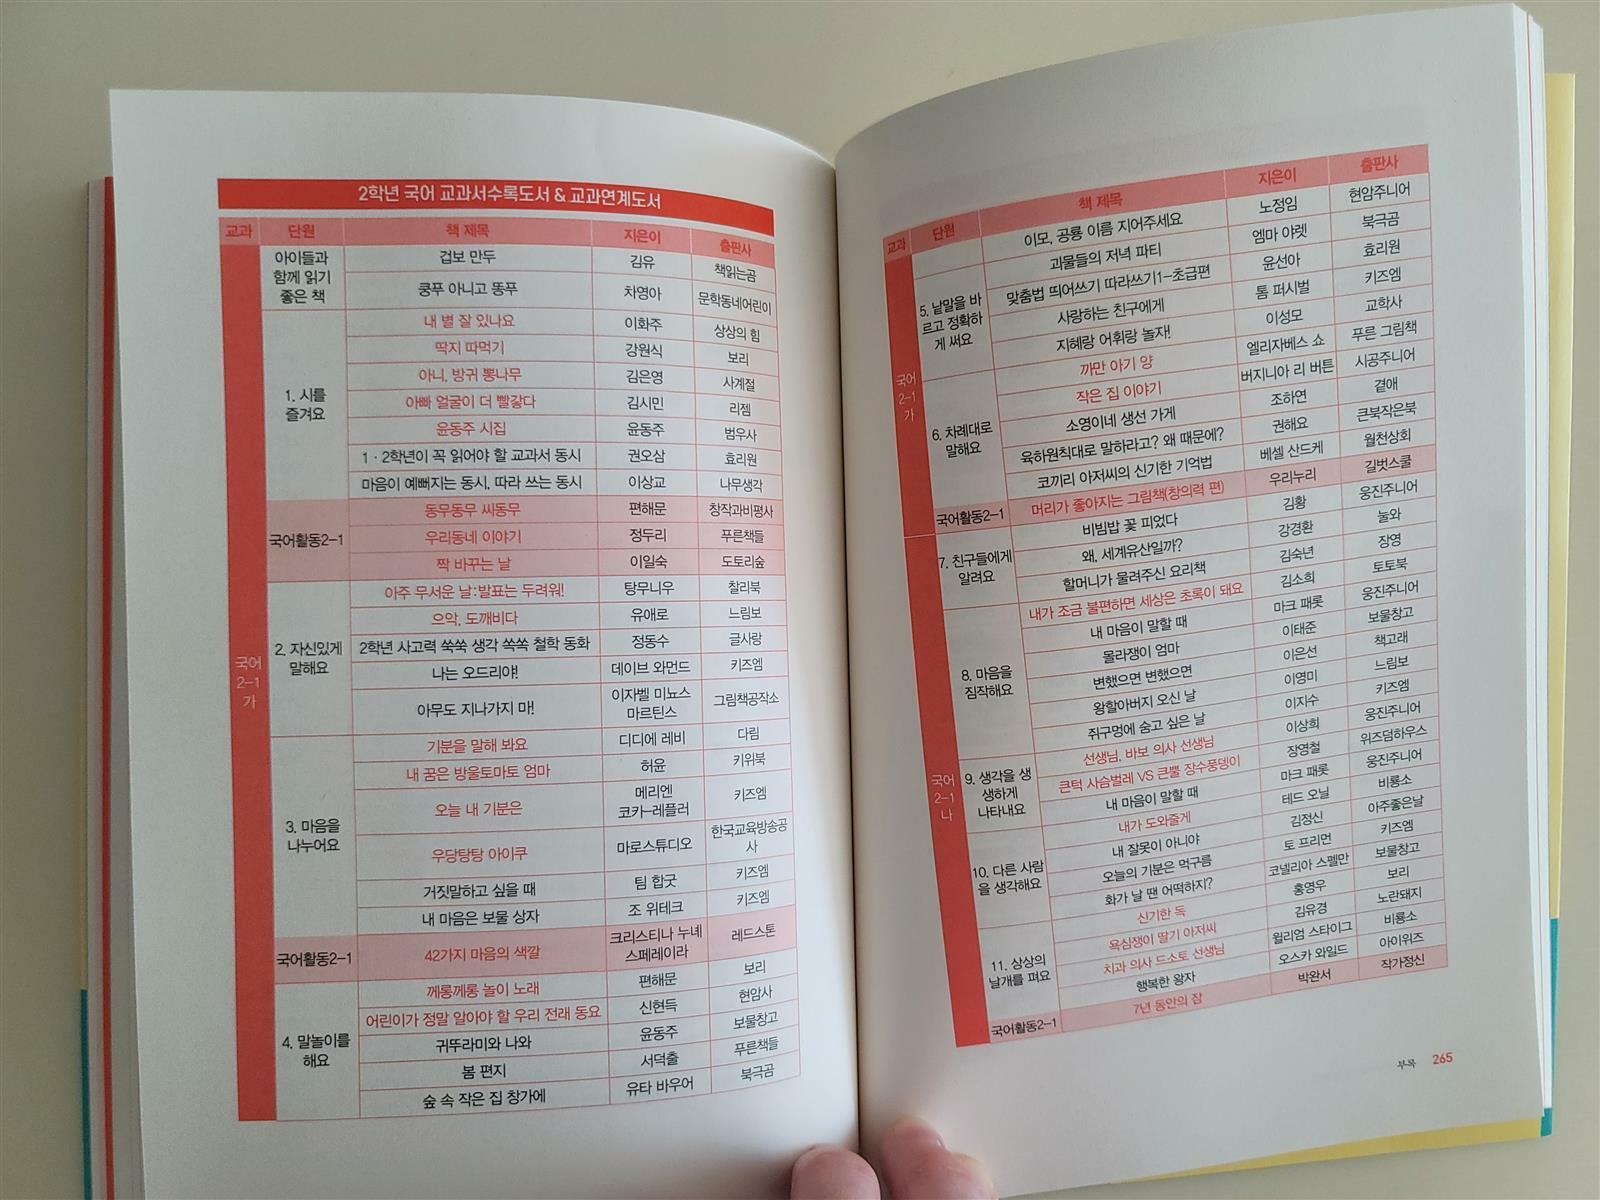 2학년 국어 교과서수록도서 & 교과연계도서
교과 단원 책 제목 지은이 출판사
국어 2-1 가
아이들과 함께 읽기 좋은 책
겁보 만두 김유 책읽는곰
쿵푸 아니고 똥푸 차영아 문학동네어린이
1. 시를 즐겨요
내 별 잘 있나요 이화주 상상의 힘
딱지 따먹기 강원식 보리
아니, 방귀 뽕나무 김은영 사계절
아빠 얼굴이 더 빨갛다 김시민 리젬
윤동주 시집 윤동주 범우사
1·2학년이 꼭 읽어야 할 교과서 동시 권오삼 효리원
마음이 예뻐지는 동시, 따라 쓰는 동시 이상교 나무생각
국어활동2-1
동무동무 씨동무 편해문 창작과비평사
우리동네 이야기 정두리 푸른책들
짝 바꾸는 날 이일숙 도토리숲
2. 자신있게 말해요
아주 무서운 날:발표는 두려워! 탕무니우 찰리북
으악, 도깨비다 유애로 느림보
2학년 사고력 쑥쑥 생각 쏙쏙 철학 동화 정동수 글사랑
나는 오드리야! 데이브 와먼드 키즈엠
아무도 지나가지 마! 이자벨 미뇨스 마르틴스 그림책공작소
3. 마음을 나누어요
기분을 말해 봐요 디디에 레비 다림
내 꿈은 방울토마토 엄마 허윤 키위북
오늘 내 기분은 메리엔 코카-레플러 키즈엠
우당탕탕 아이쿠 마로스튜디오 한국교육방송공사
거짓말하고 싶을 때 팀 합굿 키즈엠
내 마음은 보물 상자 조 위테크 키즈엠
국어활동2-1
42가지 마음의 색깔 크리스티나 누녜 스페레이라 레드스톤
4. 말놀이를 해요
께롱께롱 놀이 노래 편해문 보리
어린이가 정말 알아야 할 우리 전래 동요 신현득 현암사
귀뚜라미와 나와 윤동주 보물창고
봄 편지 서덕출 푸른책들
숲 속 작은 집 창가에 유타 바우어 북극곰
교과 단원 책 제목 지은이 출판사
국어 2-1 가
이모, 공룡 이름 지어주세요 노정임 현암주니어
5. 낱말을 바르고 정확하게 써요
괴물들의 저녁 파티 엠마 야렛 북극곰
맞춤법 띄어쓰기 따라쓰기1-초급편 윤선아 효리원
사랑하는 친구에게 톰 퍼시벌 키즈엠
지혜랑 어휘랑 놀자! 이성모 교학사
6. 차례대로 말해요
까만 아기 양 엘리자베스 쇼 푸른 그림책
작은 집 이야기 버지니아 리 버튼 시공주니어
소영이네 생선 가게 조하연 곁애
육하원칙대로 말하라고? 왜 때문에? 권해요 큰북작은북
코끼리 아저씨의 신기한 기억법 베셀 산드케 월천상회
국어활동2-1
머리가 좋아지는 그림책(창의력 편) 우리누리 길벗스쿨
국어 2-1 나
7. 친구들에게 알려요
비빔밥 꽃 피었다 김황 웅진주니어
왜, 세계유산일까? 강경환 눌와
할머니가 물려주신 요리책 김숙년 장영
8. 마음을 짐작해요
내가 조금 불편하면 세상은 초록이 돼요 김소희 토토북
내 마음이 말할 때 마크 패롯 웅진주니어
몰라쟁이 엄마 이태준 보물창고
변했으면 변했으면 이은선 책고래
왕할아버지 오신 날 이영미 느림보
쥐구멍에 숨고 싶은 날 이지수 키즈엠
9. 생각을 생생하게 나타내요
선생님, 바보 의사 선생님 이상희 웅진주니어
큰턱 사슴벌레 VS 큰뿔 장수풍뎅이 장영철 위즈덤하우스
내 마음이 말할 때 마크 패롯 웅진주니어
10. 다른 사람을 생각해요
내가 도와줄게 테드 오닐 비룡소
내 잘못이 아니야 김정신 아주좋은날
오늘의 기분은 먹구름 토 프리먼 키즈엠
화가 날 땐 어떡하지? 코넬리아 스펠만 보물창고
11. 상상의 날개를 펴요
신기한 독 홍영우 보리
욕심쟁이 딸기 아저씨 김유경 노란돼지
치과 의사 드소토 선생님 윌리엄 스타이그 비룡소
행복한 왕자 오스카 와일드 아이위즈
국어활동2-1
7년 동안의 잠 박완서 작가정신
부록 265